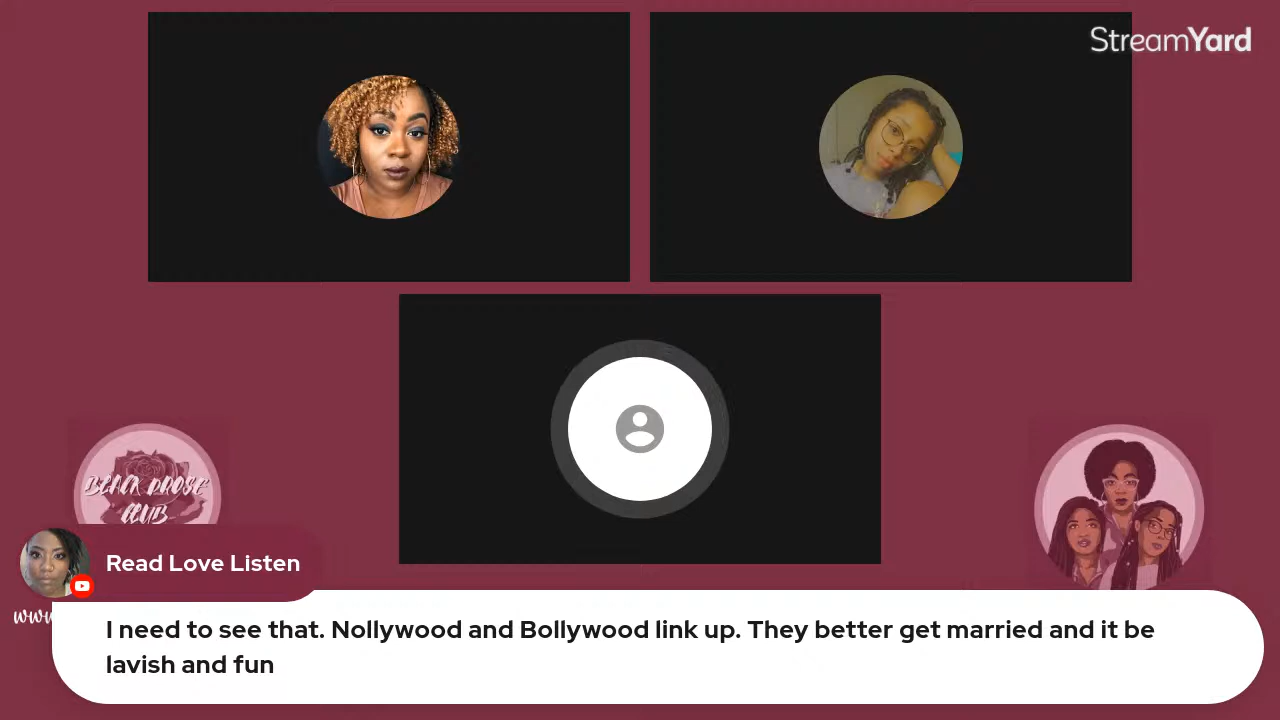 StreamYard
BLACK PROSE
CLUB
Read Love Listen
www
I need to see that. Nollywood and Bollywood link up. They better get married and it be
lavish and fun